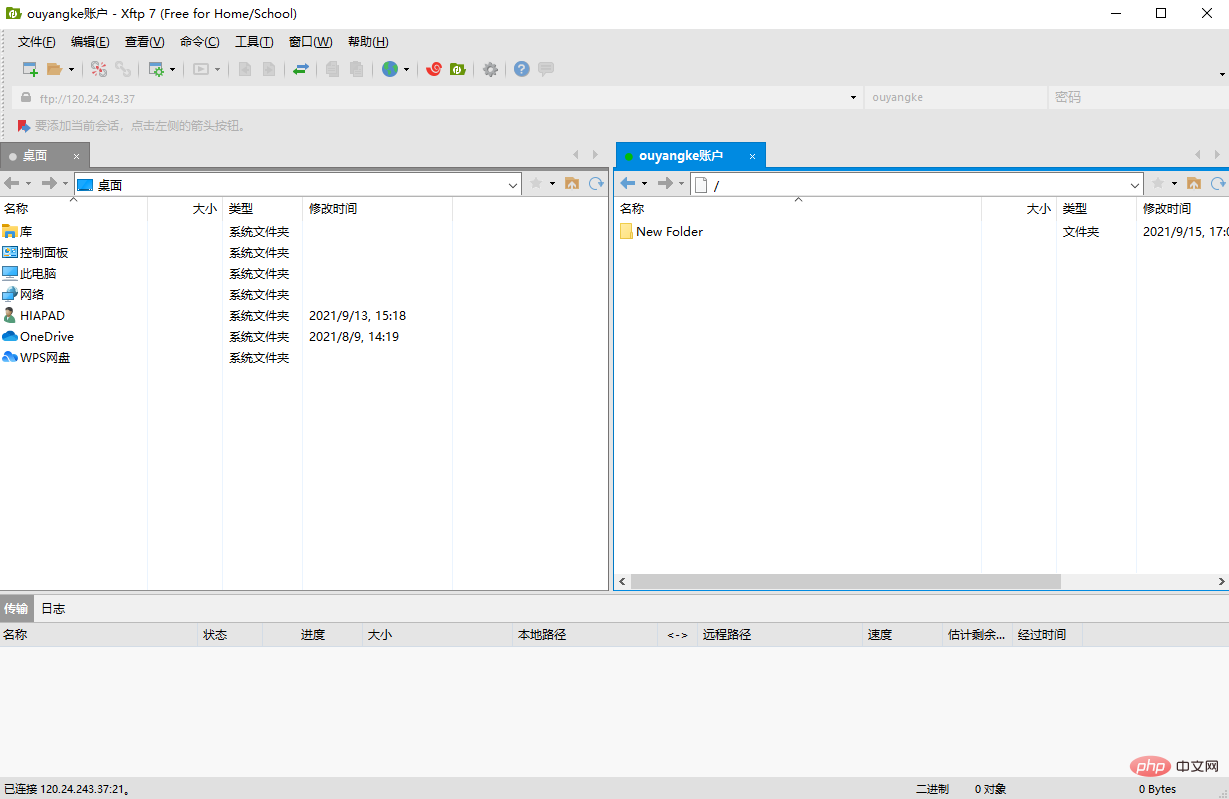 ouyangke账户 - Xftp 7 (Free for Home/School)
文件(F) 编辑(E) 查看(V) 命令(C) 工具(T) 窗口(W) 帮助(H)
ftp://120.24.243.37 ouyangke 密码
要添加当前会话，点击左侧的箭头按钮。
桌面 × ouyangke账户 ×
桌面 /
名称 大小 类型 修改时间 名称 大小 类型 修改时间
库 系统文件夹 New Folder 文件夹 2021/9/15, 17:0
控制面板 系统文件夹
此电脑 系统文件夹
网络 系统文件夹
HIAPAD 系统文件夹 2021/9/13, 15:18
OneDrive 系统文件夹 2021/8/9, 14:19
WPS网盘 系统文件夹
传输 日志
名称 状态 进度 大小 本地路径 <-> 远程路径 速度 估计剩余... 经过时间
php 中文网
已连接 120.24.243.37:21。 二进制 0 对象 0 Bytes